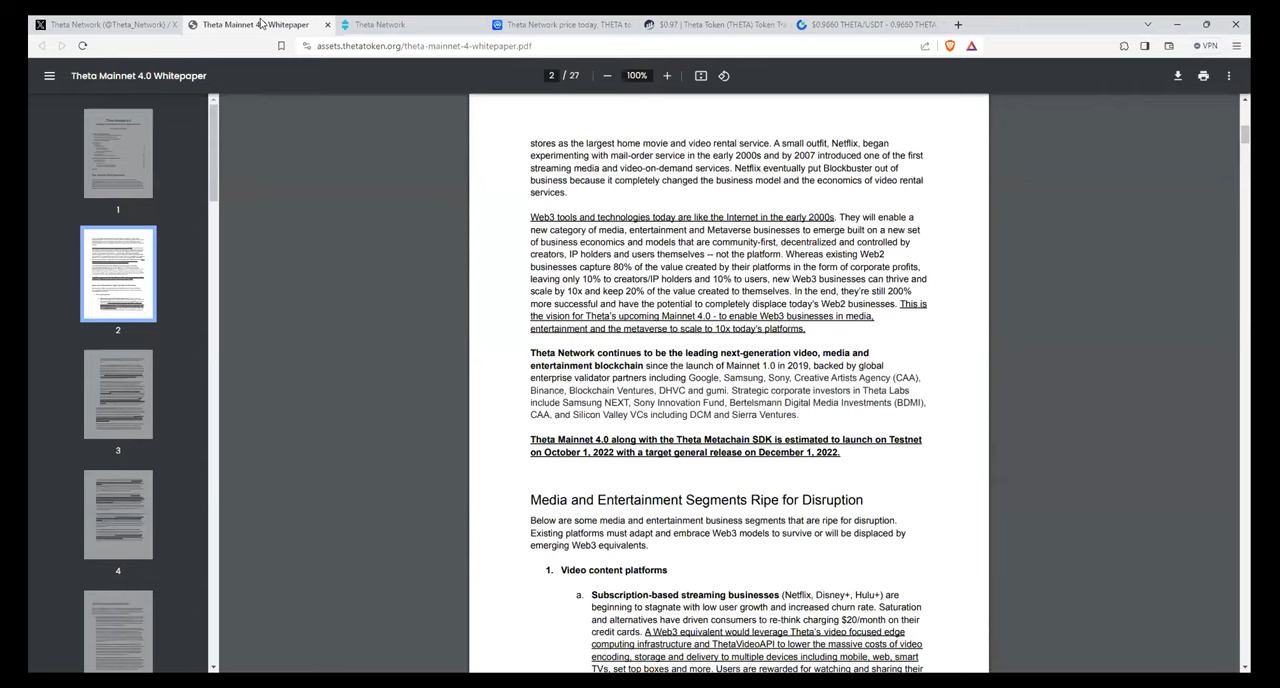 Theta Network (@Theta_Network) / X
Theta Mainnet 4.0 Whitepaper
Theta Network
Theta Network price today, THETA to
$0.97 | Theta Token (THETA) Token Tra
$0.9660 THETA/USDT - 0.9660 THETA
assets.thetatoken.org/theta-mainnet-4-whitepaper.pdf
VPN
Theta Mainnet 4.0 Whitepaper
2 / 27
100%
1
2
3
4
stores as the largest home movie and video rental service. A small outfit, Netflix, began
experimenting with mail-order service in the early 2000s and by 2007 introduced one of the first
streaming media and video-on-demand services. Netflix eventually put Blockbuster out of
business because it completely changed the business model and the economics of video rental
services.
Web3 tools and technologies today are like the Internet in the early 2000s. They will enable a
new category of media, entertainment and Metaverse businesses to emerge built on a new set
of business economics and models that are community-first, decentralized and controlled by
creators, IP holders and users themselves -- not the platform. Whereas existing Web2
businesses capture 80% of the value created by their platforms in the form of corporate profits,
leaving only 10% to creators/IP holders and 10% to users, new Web3 businesses can thrive and
scale by 10x and keep 20% of the value created to themselves. In the end, they're still 200%
more successful and have the potential to completely displace today's Web2 businesses. This is
the vision for Theta's upcoming Mainnet 4.0 - to enable Web3 businesses in media,
entertainment and the metaverse to scale to 10x today's platforms.
Theta Network continues to be the leading next-generation video, media and
entertainment blockchain since the launch of Mainnet 1.0 in 2019, backed by global
enterprise validator partners including Google, Samsung, Sony, Creative Artists Agency (CAA),
Binance, Blockchain Ventures, DHVC and gumi. Strategic corporate investors in Theta Labs
include Samsung NEXT, Sony Innovation Fund, Bertelsmann Digital Media Investments (BDMI),
CAA, and Silicon Valley VCs including DCM and Sierra Ventures.
Theta Mainnet 4.0 along with the Theta Metachain SDK is estimated to launch on Testnet
on October 1, 2022 with a target general release on December 1, 2022.
Media and Entertainment Segments Ripe for Disruption
Below are some media and entertainment business segments that are ripe for disruption.
Existing platforms must adapt and embrace Web3 models to survive or will be displaced by
emerging Web3 equivalents.
1. Video content platforms
a. Subscription-based streaming businesses (Netflix, Disney+, Hulu+) are
beginning to stagnate with low user growth and increased churn rate. Saturation
and alternatives have driven consumers to re-think charging $20/month on their
credit cards. A Web3 equivalent would leverage Theta's video focused edge
computing infrastructure and ThetaVideoAPI to lower the massive costs of video
encoding, storage and delivery to multiple devices including mobile, web, smart
TVs, set top boxes and more. Users are rewarded for watching and sharing their